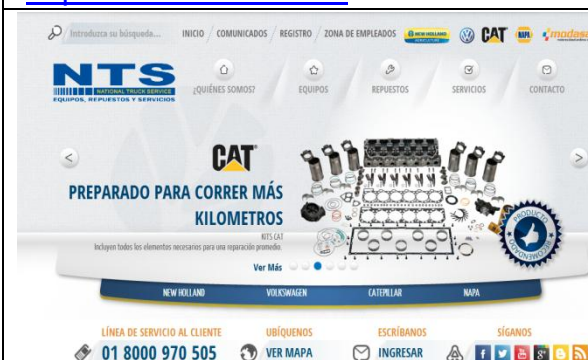 Introduzca su búsqueda...
INICIO / COMUNICADOS / REGISTRO / ZONA DE EMPLEADOS
NEW HOLLAND
CAT
NAPA
modasa
NTS
NATIONAL TRUCK SERVICE
EQUIPOS, REPUESTOS Y SERVICIOS
¿QUIÉNES SOMOS?
EQUIPOS
REPUESTOS
SERVICIOS
CONTACTO
CAT
PREPARADO PARA CORRER MÁS
KILOMETROS
KITS CAT
Incluyen todos los elementos necesarios para una reparación promedio.
Ver Más
PRODUCTO
RECOMENDADO
NEW HOLLAND
VOLKSWAGEN
CATEPILLAR
NAPA
LÍNEA DE SERVICIO AL CLIENTE
01 8000 970 505
UBÍQUENOS
VER MAPA
ESCRÍBANOS
INGRESAR
SÍGANOS